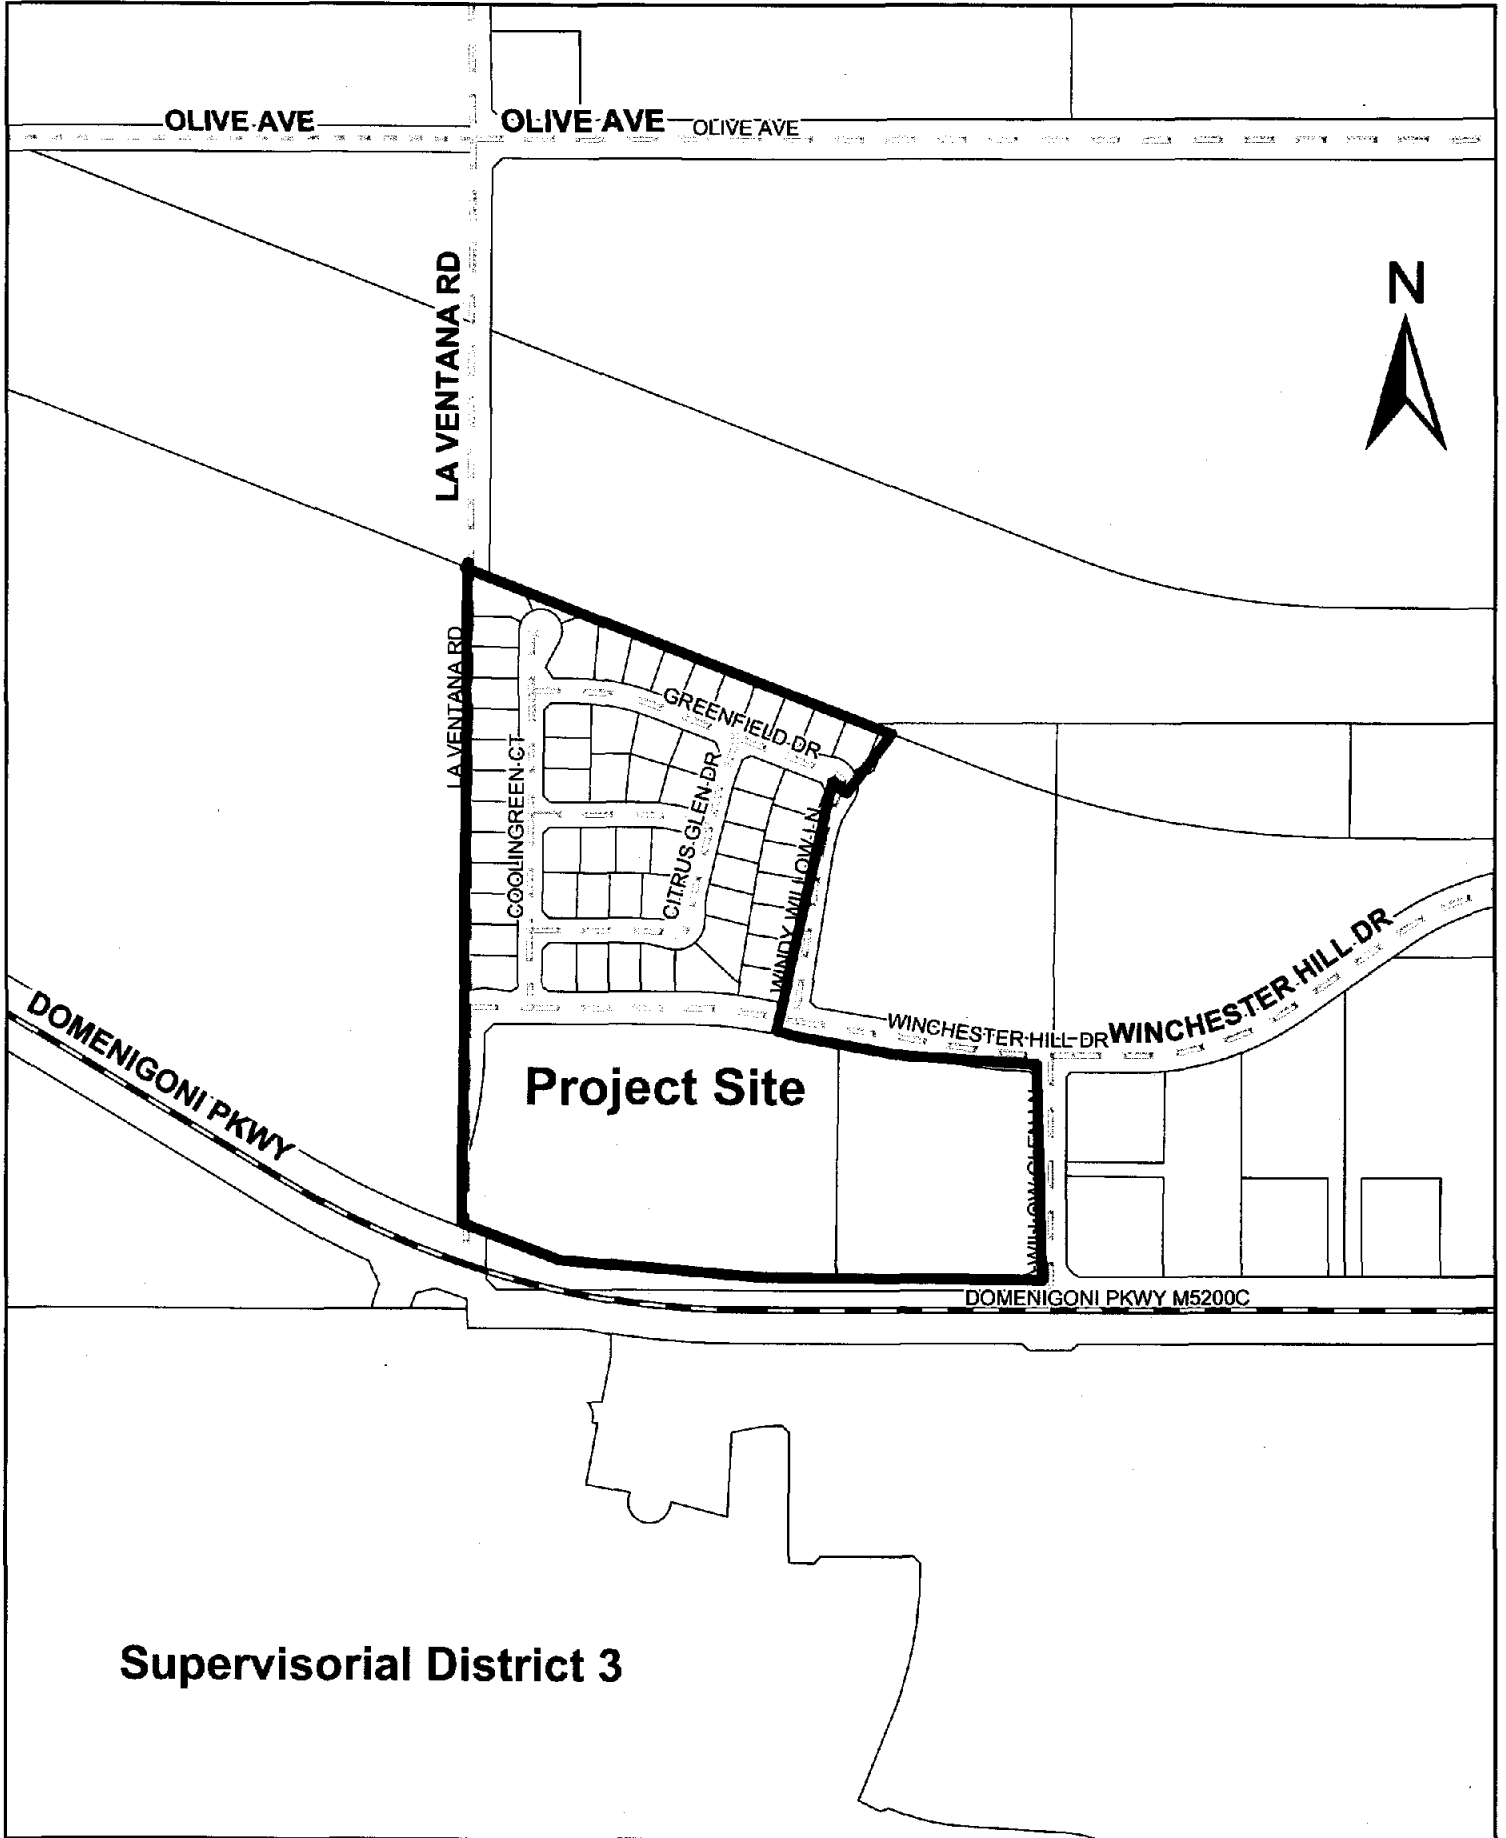 OLIVE AVE
OLIVE AVE
OLIVE AVE
LA VENTANA RD
N
LA VENTANA RD
GREENFIELD DR
COOLINGREEN CT
CITRUS GLEN DR
WINDY WILLOW LN
WINCHESTER HILL DR
WINCHESTER HILL DR
DOMENIGONI PKWY
Project Site
WILLOW GLEN LN
DOMENIGONI PKWY M5200C
Supervisorial District 3